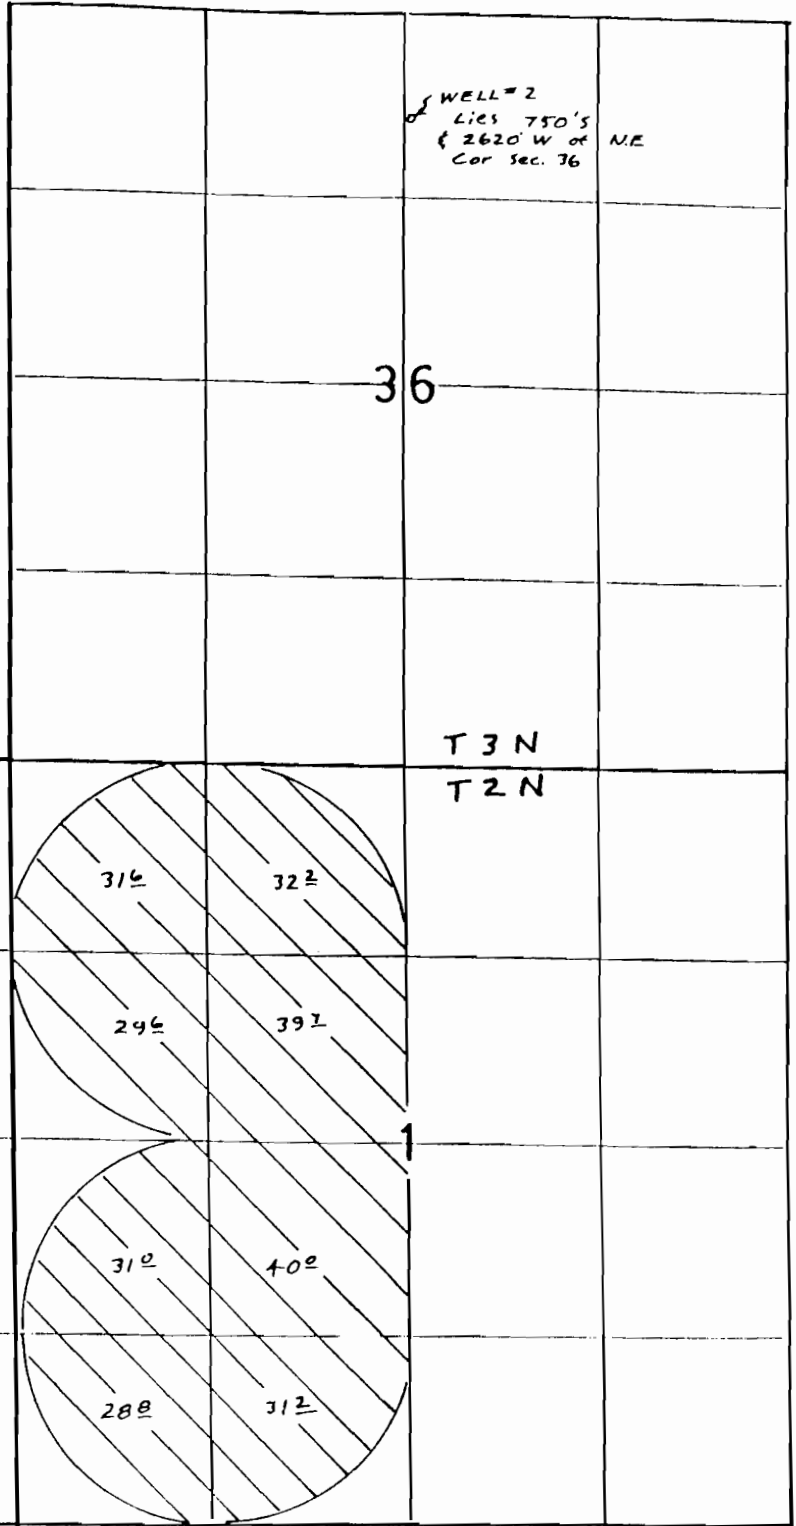 WELL # 2
Lies 750's
& 2620' W of N.E
Cor sec. 36
36
T 3 N
T 2 N
31 6 32 2
29 6 39 7
1
31 0 40 0
28 8 31 2